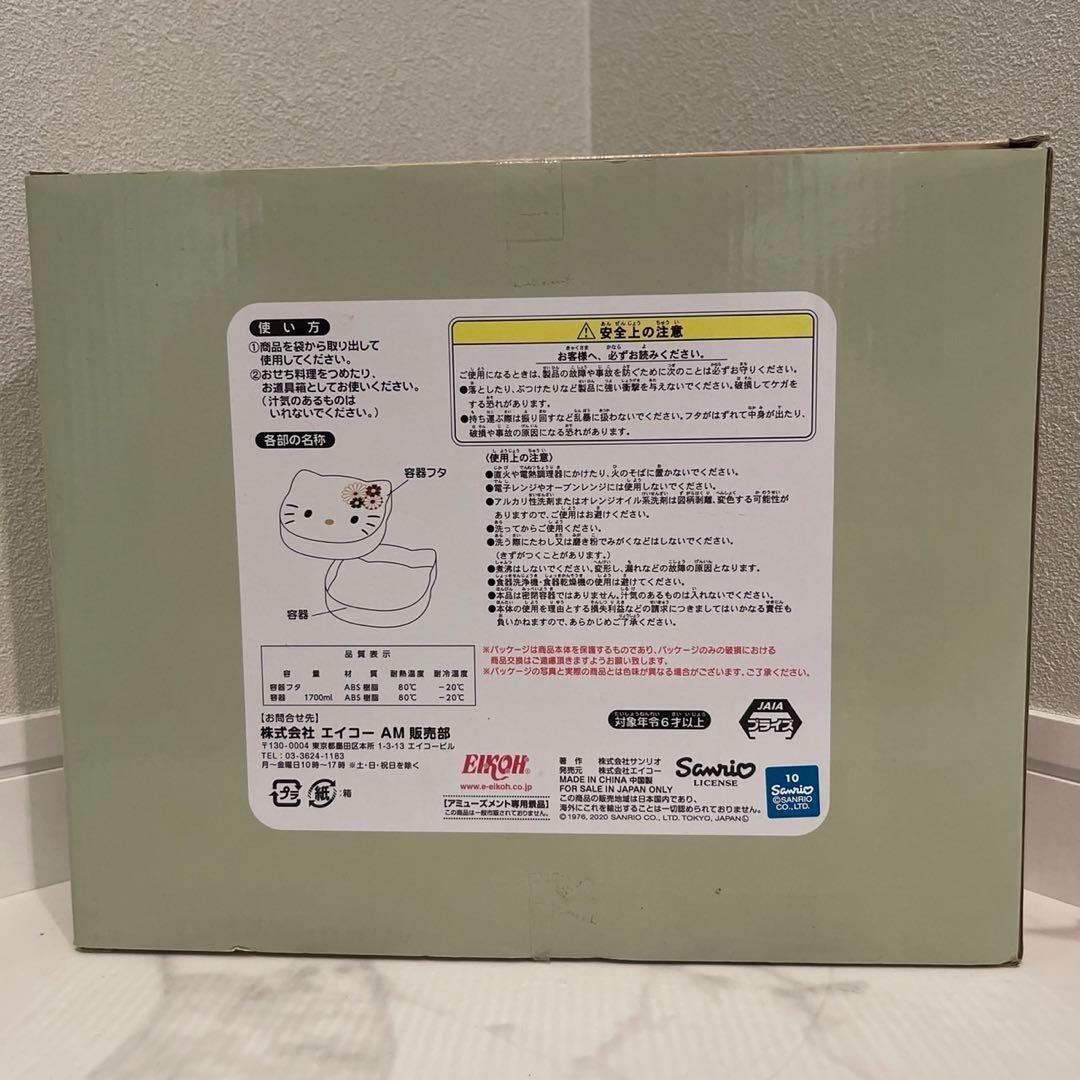 使い方
①商品を袋から取り出して
使用してください。
②おせち料理をつめたり、
お道具箱としてお使いください。
(汁気のあるものは
いれないでください。)
各部の名称
容器フタ
容器
品質表示
容量 材質 耐熱温度 耐冷温度
容器フタ ABS樹脂 80℃ −20℃
容器 1700ml ABS樹脂 80℃ −20℃
【お問合せ先】
株式会社 エイコー AM 販売部
〒130-0004 東京都墨田区本所 1-3-13 エイコービル
TEL:03-3624-1183
月〜金曜日10時〜17時 ※土・日・祝日を除く
プラ
紙:箱
⚠安全上の注意
お客様へ、必ずお読みください。
ご使用になるときは、製品の故障や事故を防ぐために次のことは必ずお守りください。
●落としたり、ぶつけたりなど製品に強い衝撃を与えないでください。破損してケガを
する恐れがあります。
●持ち運ぶ際は振り回すなど乱暴に扱わないでください。フタがはずれて中身が出たり、
破損や事故の原因になる恐れがあります。
〈使用上の注意〉
●直火や電熱調理器にかけたり、火のそばに置かないでください。
●電子レンジやオーブンレンジには使用しないでください。
●アルカリ性洗剤またはオレンジオイル系洗剤は図柄剥離、変色する可能性が
ありますので、ご使用はお避けください。
●洗ってからご使用ください。
●洗う際にたわし又は磨き粉でみがくなどはしないでください。
(きずがつくことがあります。)
●煮沸はしないでください。変形し、漏れなどの故障の原因となります。
●食器洗浄機・食器乾燥機の使用は避けてください。
●本品は密閉容器ではありません。汁気のあるものは入れないでください。
●本体の使用を理由とする損失利益などの請求につきましてはいかなる責任も
負いかねますので、あらかじめご了承ください。
※パッケージは商品本体を保護するものであり、パッケージのみの破損における
商品交換はご遠慮頂きますようお願い致します。
※パッケージの写真と実際の商品とは色味が異なる場合がございます。ご了承ください。
対象年令6才以上
JAIA
プライズ
EIKOH
www.e-eikoh.co.jp
【アミューズメント専用景品】
この商品は一般市販されておりません。
著作 株式会社サンリオ
発売元 株式会社エイコー
MADE IN CHINA 中国製
FOR SALE IN JAPAN ONLY
この商品の販売地域は日本国内であり、
海外にこれを輸出することは一切認められておりません。
©1976, 2020 SANRIO CO., LTD. TOKYO, JAPAN Ⓛ
Sanrio
LICENSE
10
Sanrio
©SANRIO
CO.,LTD.